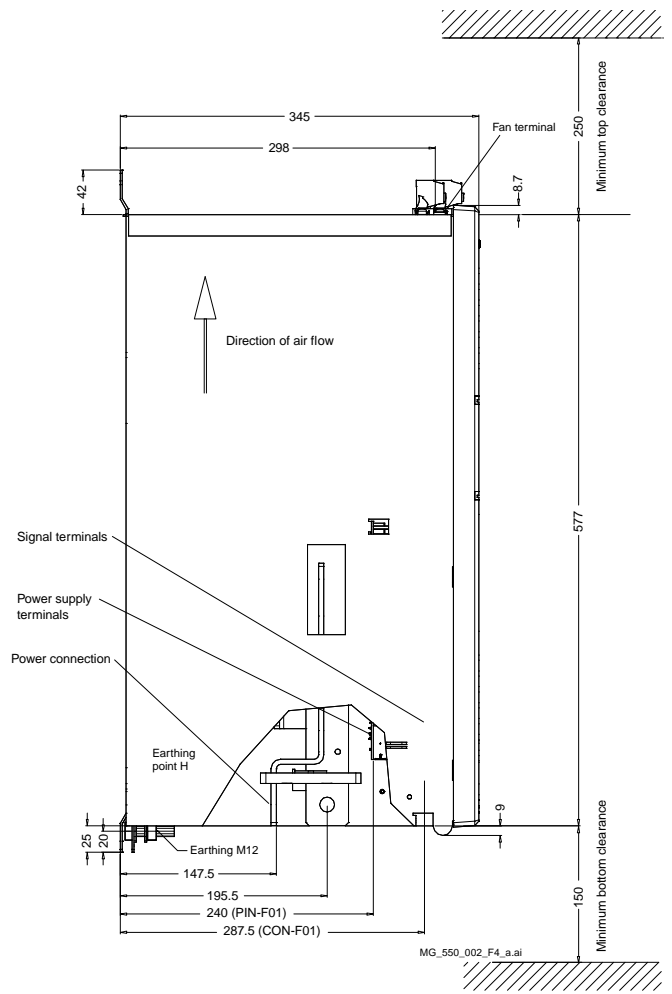 345
298
Fan terminal
250
Minimum top clearance
42
8.7
Direction of air flow
577
Signal terminals
Power supply
terminals
Power connection
Earthing
point H
9
25
20
Earthing M12
147.5
195.5
240 (PIN-F01)
287.5 (CON-F01)
150
Minimum bottom clearance
MG_550_002_F4_a.ai